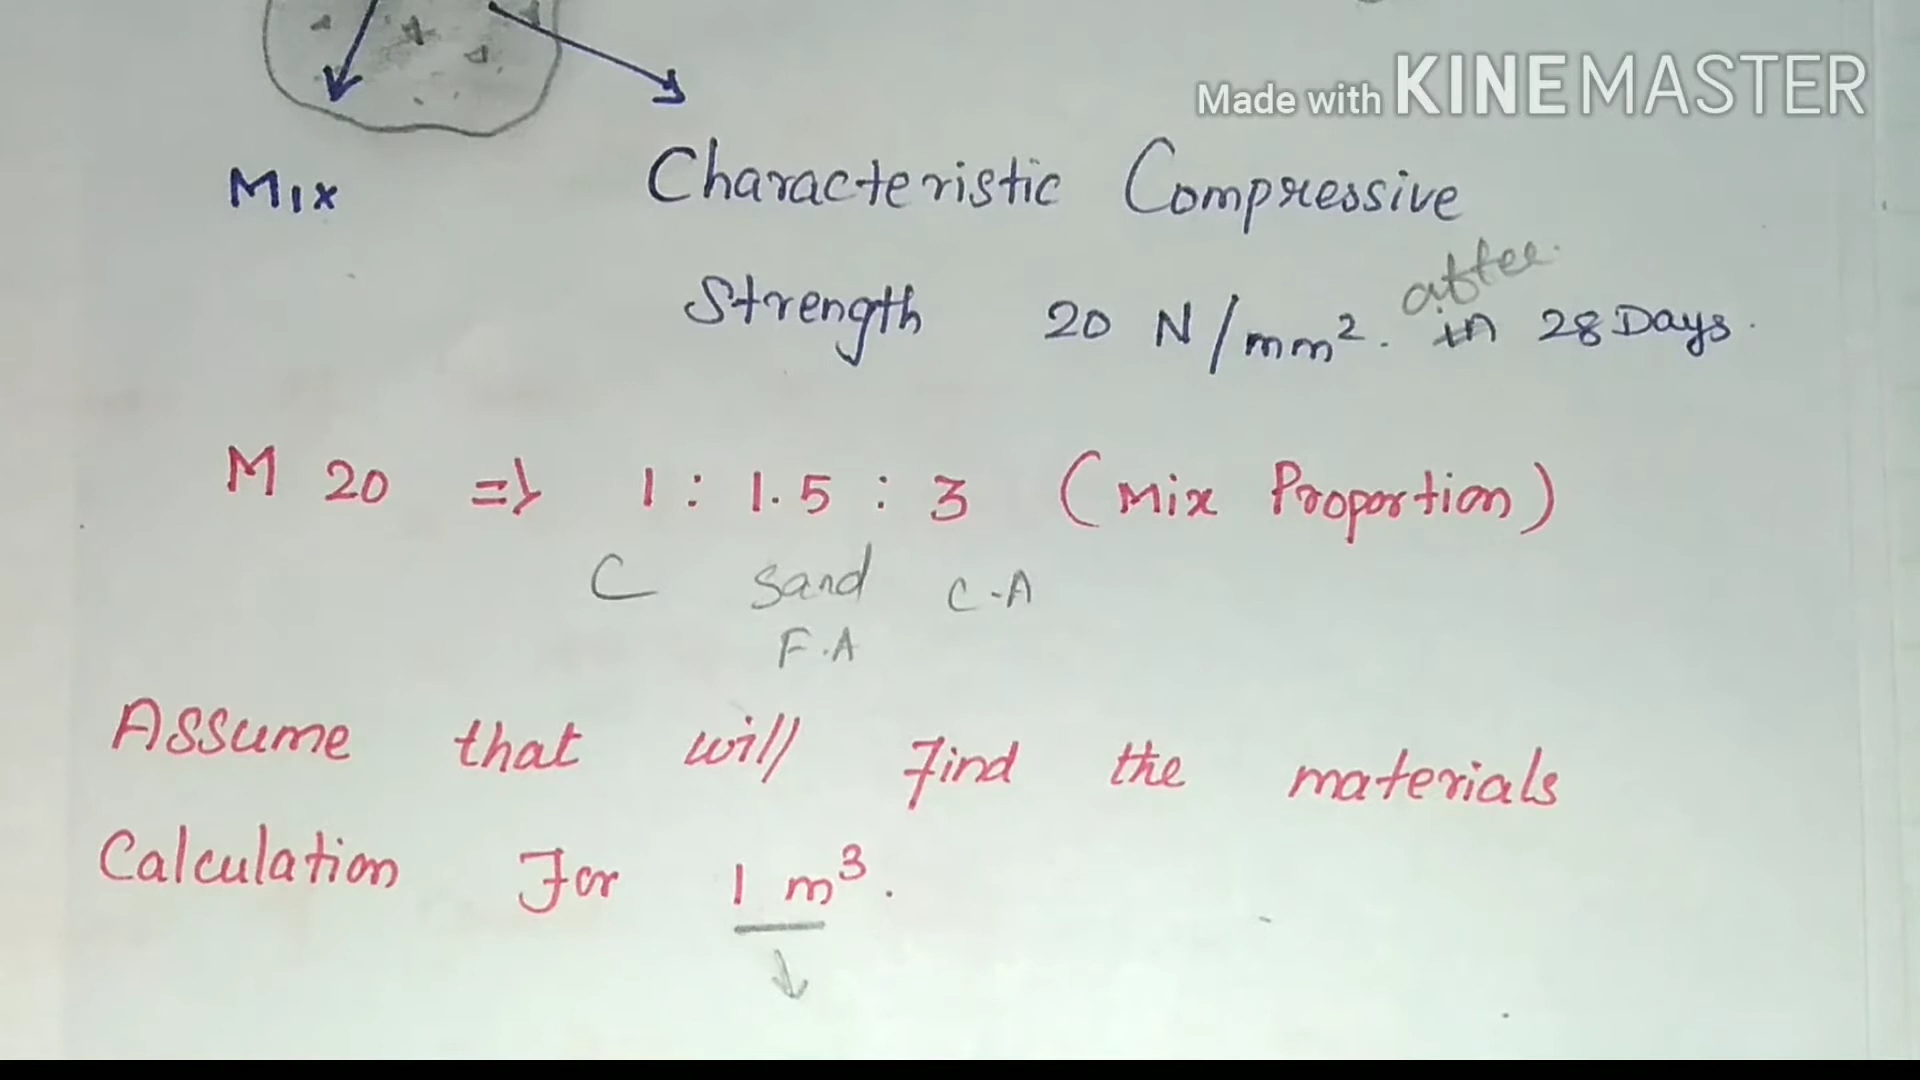 Made with KINEMASTER
Mix Characteristic Compressive
after
Strength 20 N/mm². in 28 Days.
M 20 => 1 : 1.5 : 3 (Mix Proportion)
C Sand C.A
F.A
Assume that will Find the materials
Calculation For 1 m³.